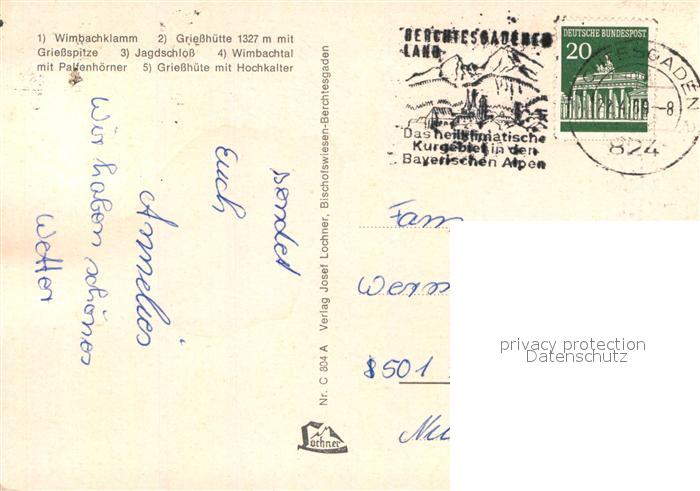 1) Wimbachklamm 2) Grießhütte 1327 m mit
Grießspitze 3) Jagdschloß 4) Wimbachtal
mit Palfenhörner 5) Grießhüte mit Hochkalter
sendet
Euch
Annelies
Wir haben schönes
Wetter
Nr. C 804 A Verlag Josef Lochner, Bischofswiesen-Berchtesgaden
Lochner
BERCHTESGADENER
LAND
Das heilklimatische
Kurgebiet in den
Bayerischen Alpen
DEUTSCHE BUNDESPOST
20
824
Fam
8501
privacy protection
Datenschutz